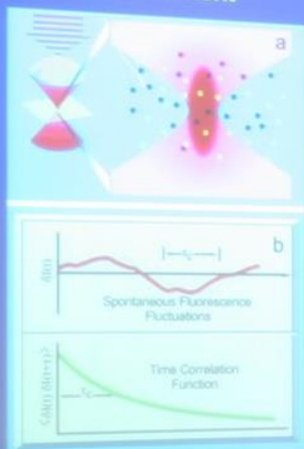 a
b
δI(t)
τc
Spontaneous Fluorescence
Fluctuations
Time Correlation
Function
τc